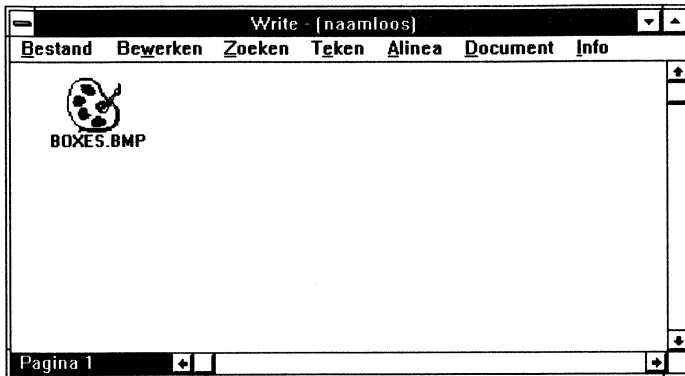 Write - (naamloos)
Bestand Bewerken Zoeken Teken Alinea Document Info
BOXES.BMP
Pagina 1